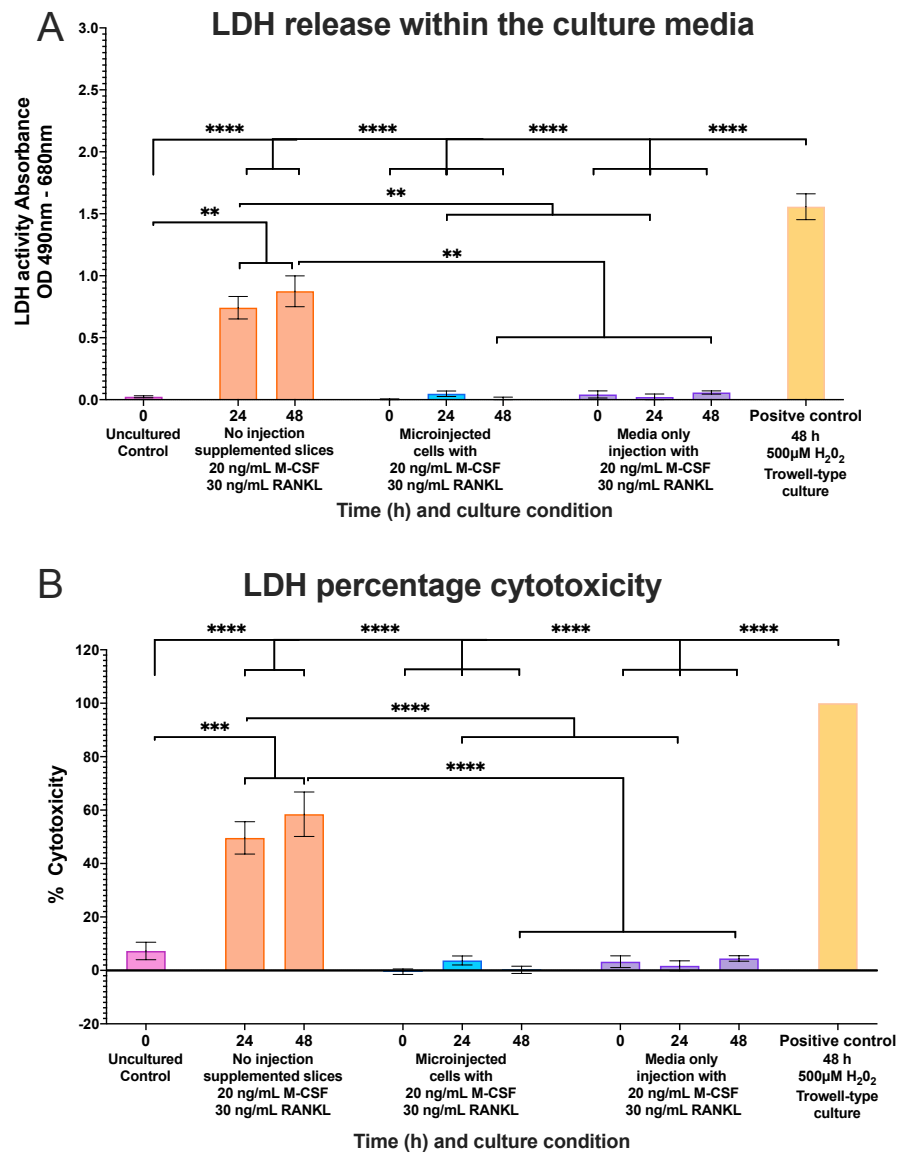 A
LDH release within the culture media
LDH activity Absorbance
OD 490nm - 680nm
3.0
2.5
2.0
1.5
1.0
0.5
0.0
**** **** **** ****
**
**
**
0 24 48 0 24 48 0 24 48
Uncultured
Control
No injection
supplemented slices
20 ng/mL M-CSF
30 ng/mL RANKL
Microinjected
cells with
20 ng/mL M-CSF
30 ng/mL RANKL
Media only
injection with
20 ng/mL M-CSF
30 ng/mL RANKL
Positve control
48 h
500µM H₂0₂
Trowell-type
culture
Time (h) and culture condition
B
LDH percentage cytotoxicity
% Cytotoxicity
120
100
80
60
40
20
0
-20
**** **** **** ****
****
***
****
0 24 48 0 24 48 0 24 48
Uncultured
Control
No injection
supplemented slices
20 ng/mL M-CSF
30 ng/mL RANKL
Microinjected
cells with
20 ng/mL M-CSF
30 ng/mL RANKL
Media only
injection with
20 ng/mL M-CSF
30 ng/mL RANKL
Positive control
48 h
500µM H₂0₂
Trowell-type
culture
Time (h) and culture condition